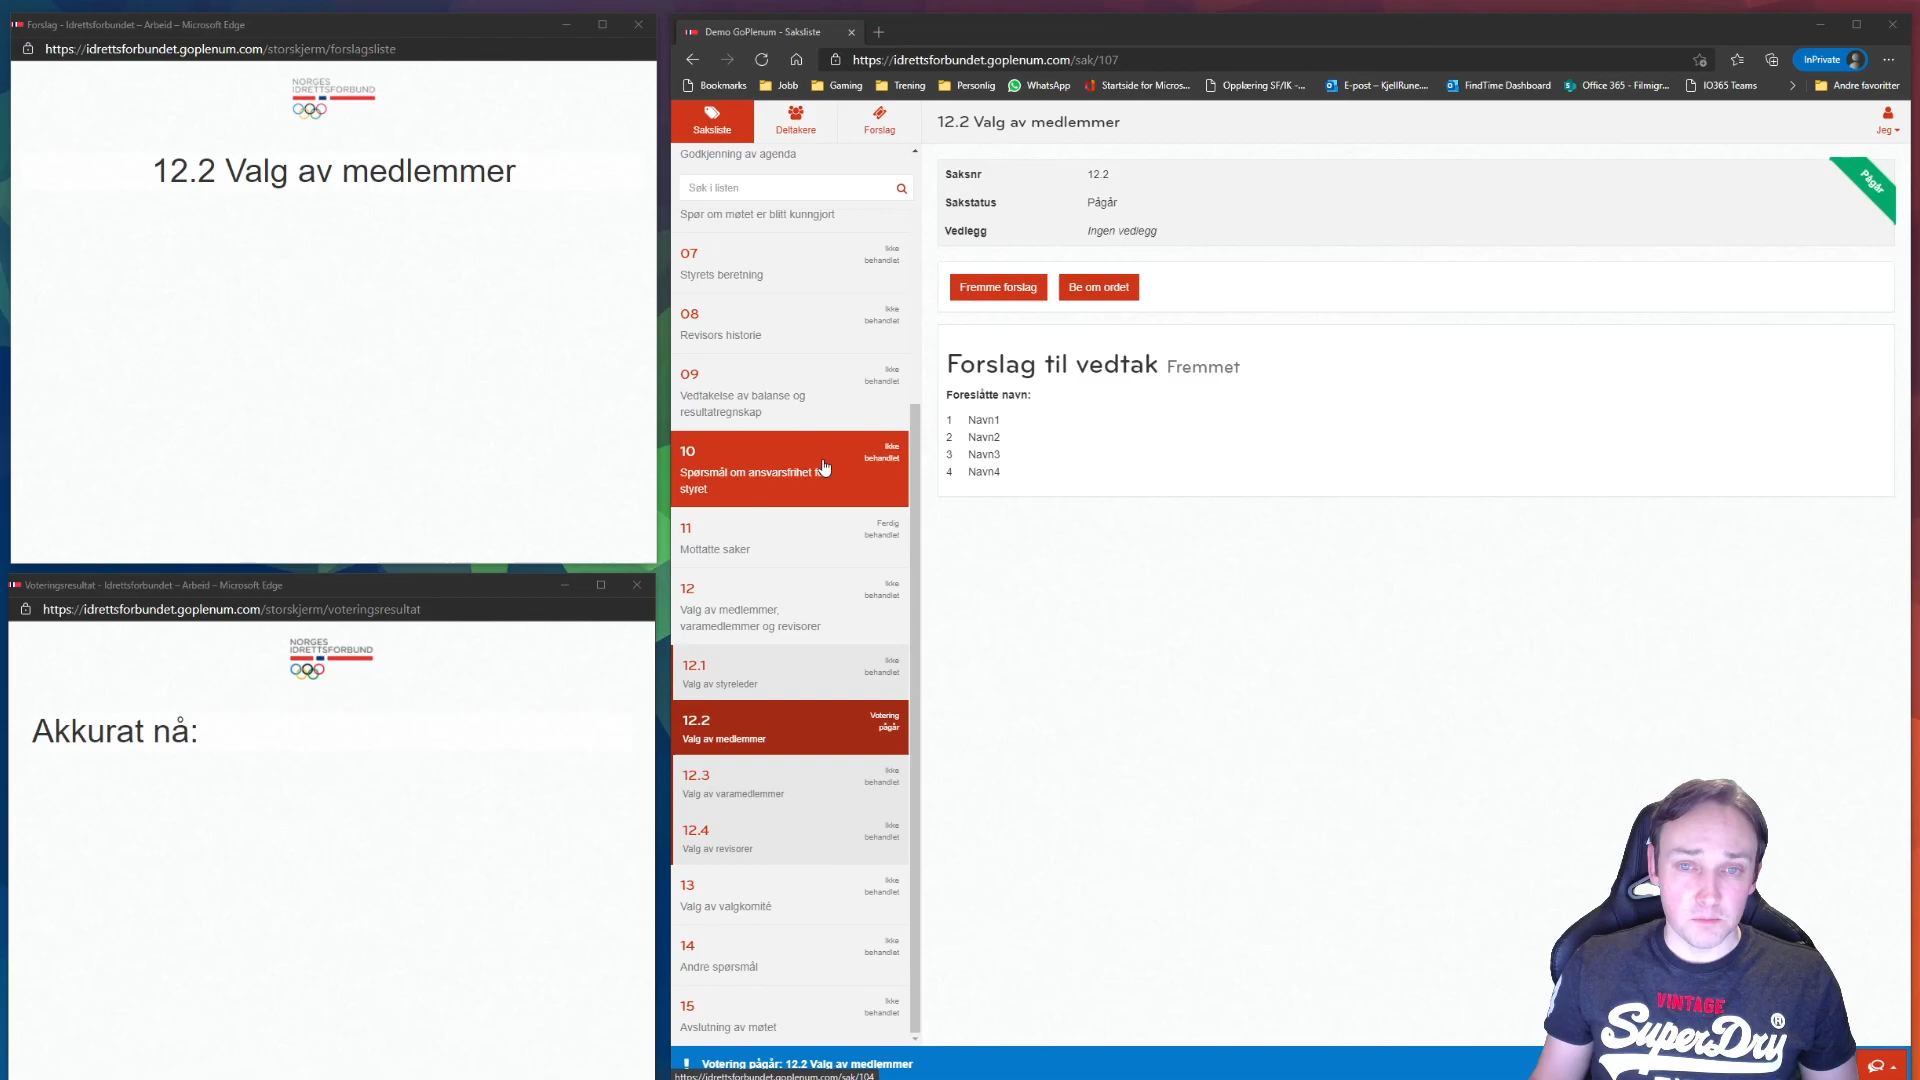 Forslag - Idrettsforbundet – Arbeid – Microsoft Edge
https://idrettsforbundet.goplenum.com/storskjerm/forslagsliste
NORGES
IDRETTSFORBUND
12.2 Valg av medlemmer
Voteringsresultat - Idrettsforbundet – Arbeid – Microsoft Edge
https://idrettsforbundet.goplenum.com/storskjerm/voteringsresultat
NORGES
IDRETTSFORBUND
Akkurat nå:
Demo GoPlenum - Saksliste
https://idrettsforbundet.goplenum.com/sak/107
InPrivate
Bookmarks
Jobb
Gaming
Trening
Personlig
WhatsApp
Startside for Micros...
Opplæring SF/IK -...
E-post – KjellRune...
FindTime Dashboard
Office 365 - Filmigr...
IO365 Teams
Andre favoritter
Saksliste
Deltakere
Forslag
12.2 Valg av medlemmer
Jeg
Godkjenning av agenda
Søk i listen
Spør om møtet er blitt kunngjort
07
Ikke
behandlet
Styrets beretning
08
Ikke
behandlet
Revisors historie
09
Ikke
behandlet
Vedtakelse av balanse og
resultatregnskap
10
Ikke
behandlet
Spørsmål om ansvarsfrihet
styret
11
Ferdig
behandlet
Mottatte saker
12
Ikke
behandlet
Valg av medlemmer,
varamedlemmer og revisorer
12.1
Ikke
behandlet
Valg av styreleder
12.2
Votering
pågår
Valg av medlemmer
12.3
Ikke
behandlet
Valg av varamedlemmer
12.4
Ikke
behandlet
Valg av revisorer
13
Ikke
behandlet
Valg av valgkomité
14
Ikke
behandlet
Andre spørsmål
15
Ikke
behandlet
Avslutning av møtet
Saksnr 12.2
Sakstatus Pågår
Vedlegg Ingen vedlegg
Pågår
Fremme forslag
Be om ordet
Forslag til vedtak Fremmet
Foreslåtte navn:
1 Navn1
2 Navn2
3 Navn3
4 Navn4
Votering pågår: 12.2 Valg av medlemmer
https://idrettsforbundet.goplenum.com/sak/104
VINTAGE
SuperDry